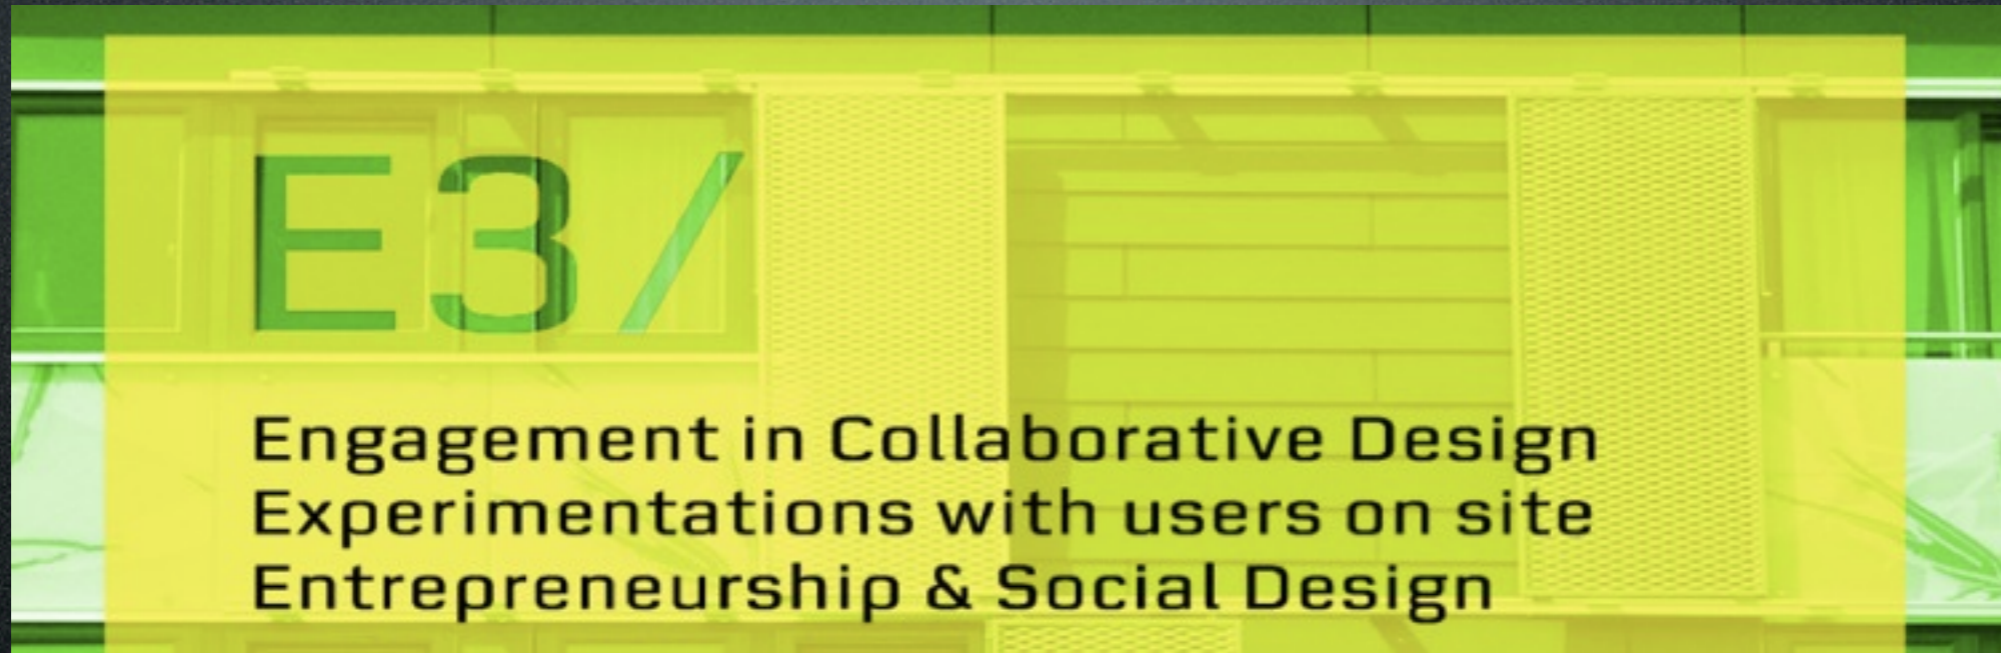 E3/
Engagement in Collaborative Design
Experimentations with users on site
Entrepreneurship & Social Design